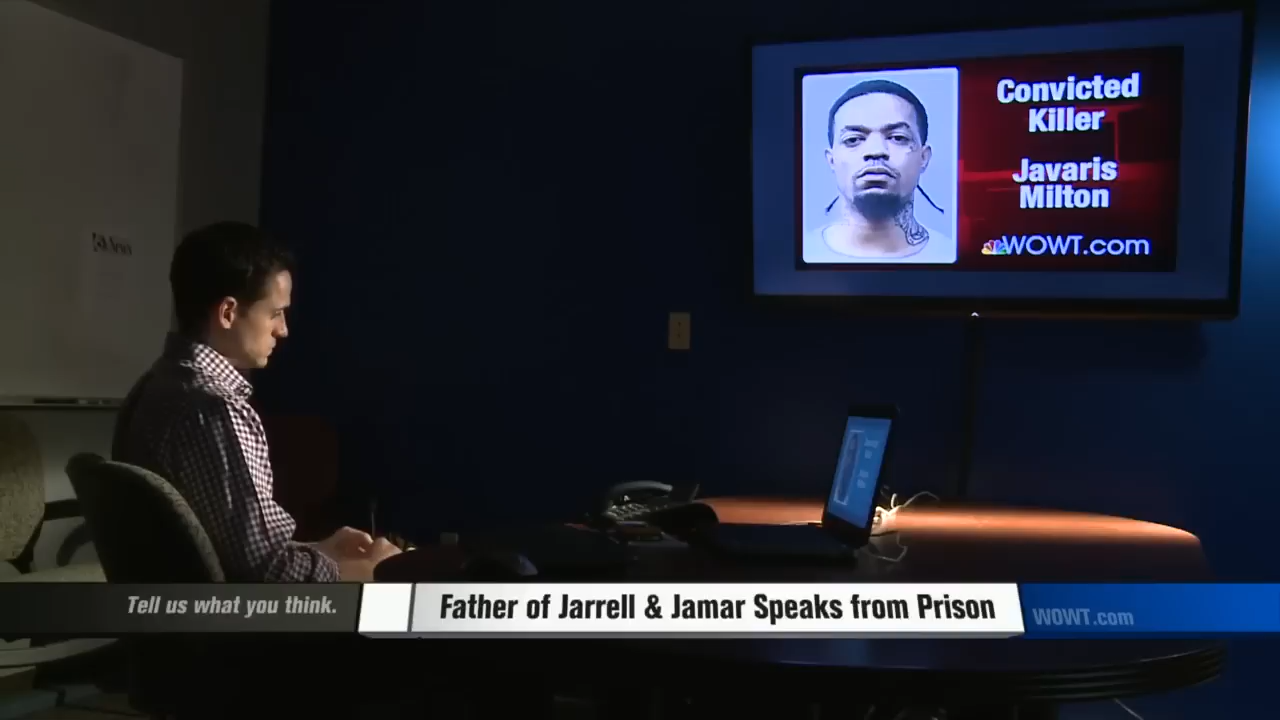 Convicted
Killer
Javaris
Milton
WOWT.com
News
Tell us what you think.
Father of Jarrell & Jamar Speaks from Prison
WOWT.com